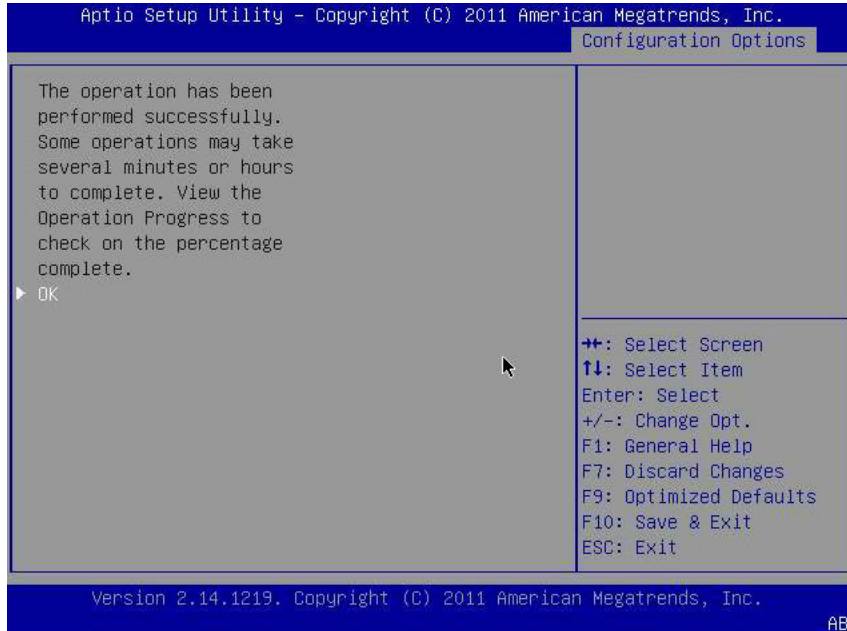 Aptio Setup Utility – Copyright (C) 2011 American Megatrends, Inc.
Configuration Options
The operation has been
performed successfully.
Some operations may take
several minutes or hours
to complete. View the
Operation Progress to
check on the percentage
complete.
▶ OK
→←: Select Screen
↑↓: Select Item
Enter: Select
+/-: Change Opt.
F1: General Help
F7: Discard Changes
F9: Optimized Defaults
F10: Save & Exit
ESC: Exit
Version 2.14.1219. Copyright (C) 2011 American Megatrends, Inc.
AB